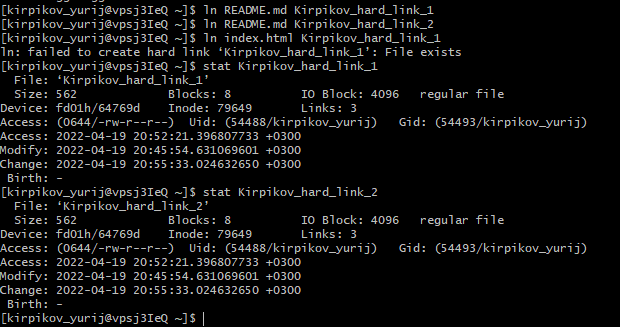 [kirpikov_yurij@vpsj3IeQ ~]$ ln README.md Kirpikov_hard_link_1
[kirpikov_yurij@vpsj3IeQ ~]$ ln README.md Kirpikov_hard_link_2
[kirpikov_yurij@vpsj3IeQ ~]$ ln index.html Kirpikov_hard_link_1
ln: failed to create hard link ‘Kirpikov_hard_link_1’: File exists
[kirpikov_yurij@vpsj3IeQ ~]$ stat Kirpikov_hard_link_1
  File: ‘Kirpikov_hard_link_1’
  Size: 562             Blocks: 8          IO Block: 4096   regular file
Device: fd01h/64769d    Inode: 79649       Links: 3
Access: (0644/-rw-r--r--)  Uid: (54488/kirpikov_yurij)   Gid: (54493/kirpikov_yurij)
Access: 2022-04-19 20:52:21.396807733 +0300
Modify: 2022-04-19 20:45:54.631069601 +0300
Change: 2022-04-19 20:55:33.024632650 +0300
 Birth: -
[kirpikov_yurij@vpsj3IeQ ~]$ stat Kirpikov_hard_link_2
  File: ‘Kirpikov_hard_link_2’
  Size: 562             Blocks: 8          IO Block: 4096   regular file
Device: fd01h/64769d    Inode: 79649       Links: 3
Access: (0644/-rw-r--r--)  Uid: (54488/kirpikov_yurij)   Gid: (54493/kirpikov_yurij)
Access: 2022-04-19 20:52:21.396807733 +0300
Modify: 2022-04-19 20:45:54.631069601 +0300
Change: 2022-04-19 20:55:33.024632650 +0300
 Birth: -
[kirpikov_yurij@vpsj3IeQ ~]$